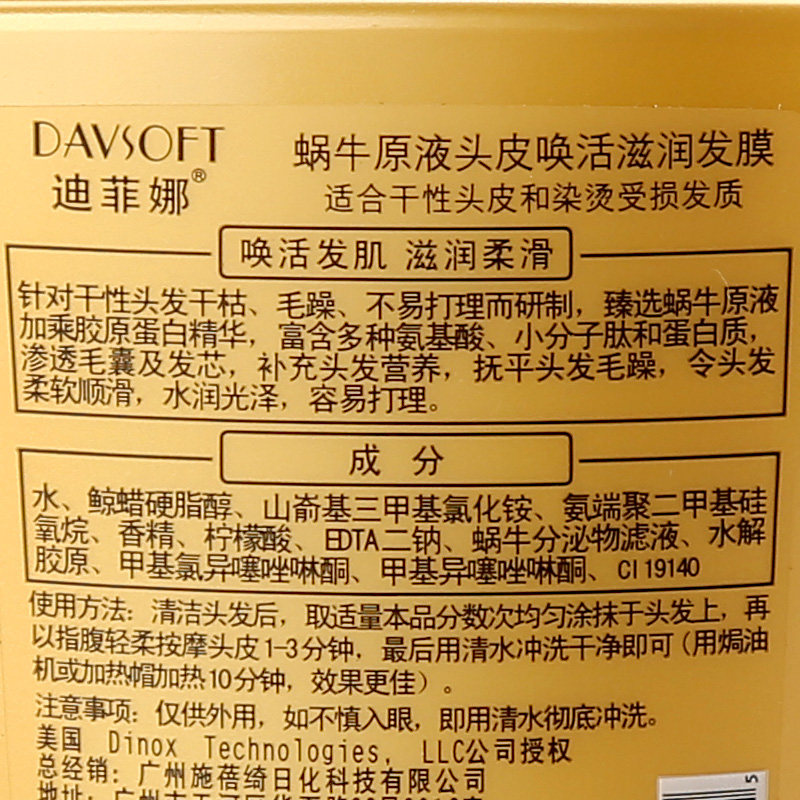 DAVSOFT
迪菲娜®
蜗牛原液头皮唤活滋润发膜
适合干性头皮和染烫受损发质
唤活发肌 滋润柔滑
针对干性头发干枯、毛躁、不易打理而研制，臻选蜗牛原液
加乘胶原蛋白精华，富含多种氨基酸、小分子肽和蛋白质，
渗透毛囊及发芯，补充头发营养，抚平头发毛躁，令头发
柔软顺滑，水润光泽，容易打理。
成 分
水、鲸蜡硬脂醇、山嵛基三甲基氯化铵、氨端聚二甲基硅
氧烷、香精、柠檬酸、EDTA二钠、蜗牛分泌物滤液、水解
胶原、甲基氯异噻唑啉酮、甲基异噻唑啉酮、CI 19140
使用方法：清洁头发后，取适量本品分数次均匀涂抹于头发上，再
以指腹轻柔按摩头皮1-3分钟，最后用清水冲洗干净即可（用焗油
机或加热帽加热10分钟，效果更佳）。
注意事项：仅供外用，如不慎入眼，即用清水彻底冲洗。
美国 Dinox Technologies, LLC公司授权
总经销：广州施蓓绮日化科技有限公司
5